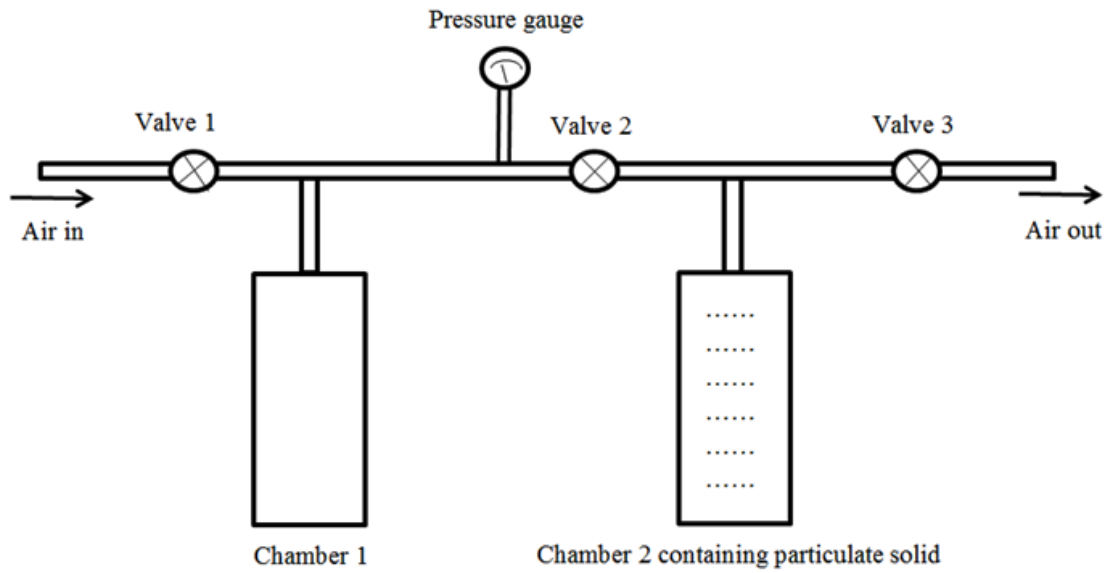 Pressure gauge
Valve 1
Valve 2
Valve 3
Air in
Air out
Chamber 1
Chamber 2 containing particulate solid